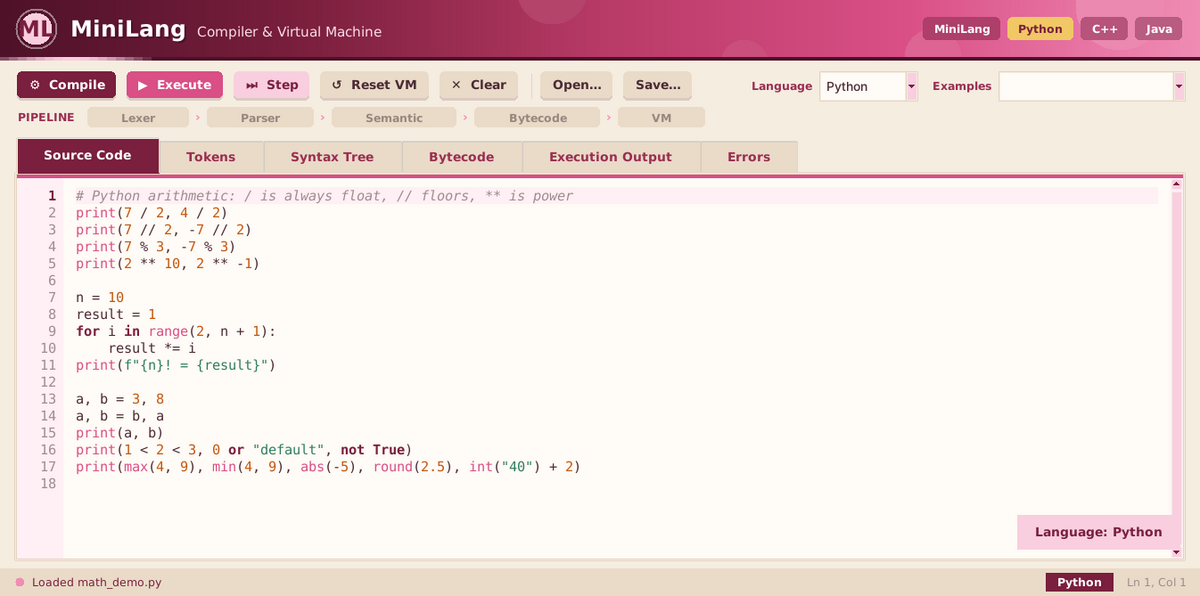 ML MiniLang Compiler & Virtual Machine MiniLang Python C++ Java
⚙ Compile ▶ Execute ⏭ Step ↺ Reset VM ✕ Clear Open... Save... Language Python Examples
PIPELINE Lexer › Parser › Semantic › Bytecode › VM
Source Code Tokens Syntax Tree Bytecode Execution Output Errors
1 # Python arithmetic: / is always float, // floors, ** is power
2 print(7 / 2, 4 / 2)
3 print(7 // 2, -7 // 2)
4 print(7 % 3, -7 % 3)
5 print(2 ** 10, 2 ** -1)
6
7 n = 10
8 result = 1
9 for i in range(2, n + 1):
10     result *= i
11 print(f"{n}! = {result}")
12
13 a, b = 3, 8
14 a, b = b, a
15 print(a, b)
16 print(1 < 2 < 3, 0 or "default", not True)
17 print(max(4, 9), min(4, 9), abs(-5), round(2.5), int("40") + 2)
18
Language: Python
Loaded math_demo.py Python Ln 1, Col 1